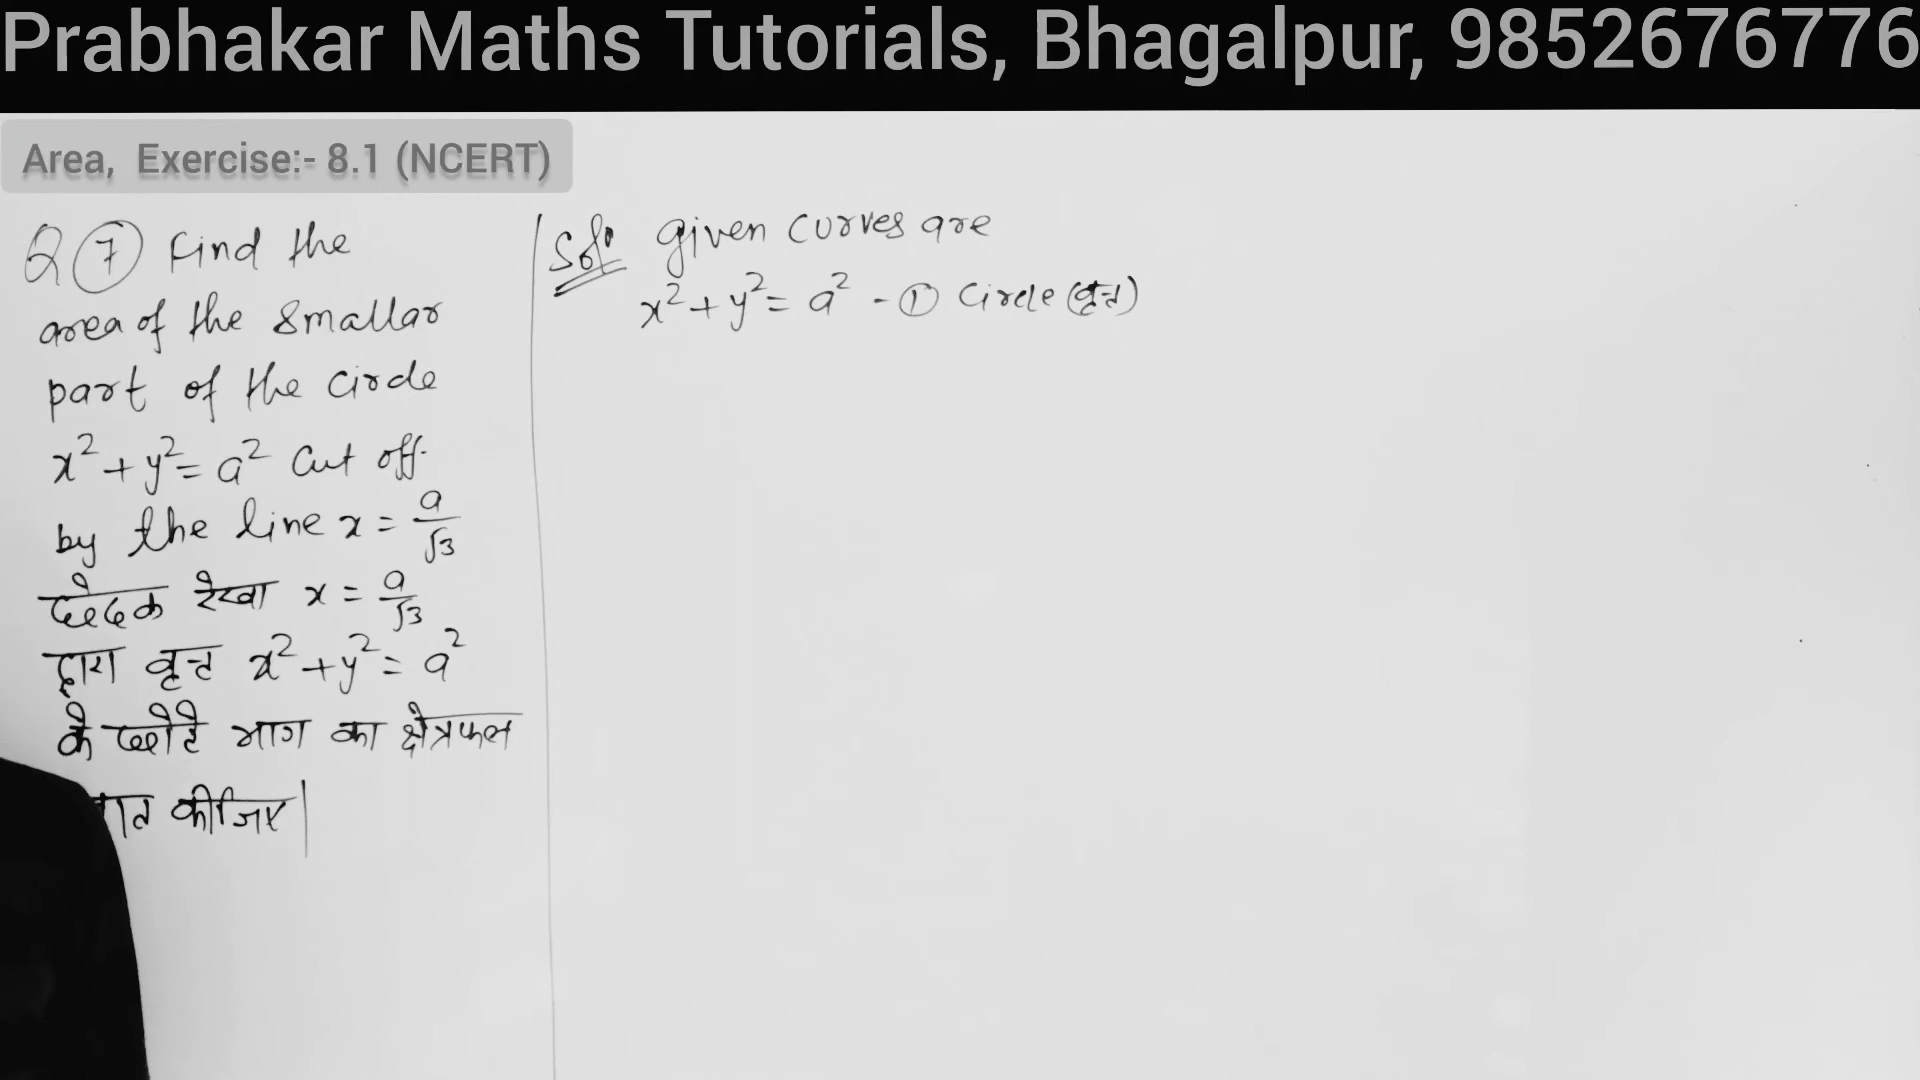 Prabhakar Maths Tutorials, Bhagalpur, 9852676776
Area, Exercise:- 8.1 (NCERT)
Q 7 Find the
area of the smallar
part of the circle
x² + y² = a² cut off
by the line x = a/√3
छेदक रेखा x = a/√3
द्वारा वृत्त x² + y² = a²
के छोटे भाग का क्षेत्रफल
कीजिए|
Solⁿ given curves are
x² + y² = a² - ① Circle (वृत्त)